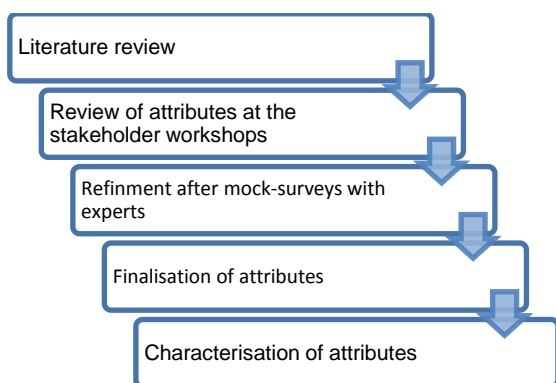 Literature review
Review of attributes at the
stakeholder workshops
Refinment after mock-surveys with
experts
Finalisation of attributes
Characterisation of attributes